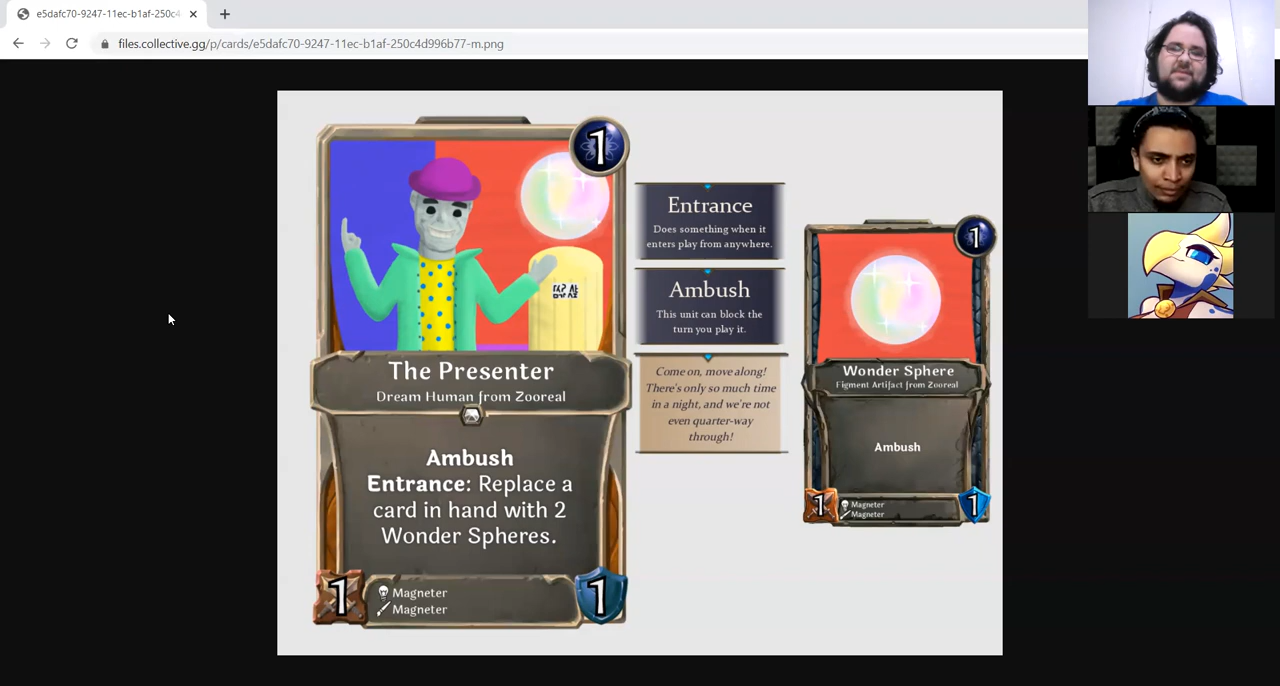 e5dafc70-9247-11ec-b1af-250c4
files.collective.gg/p/cards/e5dafc70-9247-11ec-b1af-250c4d996b77-m.png
1
The Presenter
Dream Human from Zooreal
Ambush
Entrance: Replace a
card in hand with 2
Wonder Spheres.
1
Magneter
Magneter
1
Entrance
Does something when it
enters play from anywhere.
Ambush
This unit can block the
turn you play it.
Come on, move along!
There's only so much time
in a night, and we're not
even quarter-way
through!
1
Wonder Sphere
Figment Artifact from Zooreal
Ambush
1
Magneter
Magneter
1